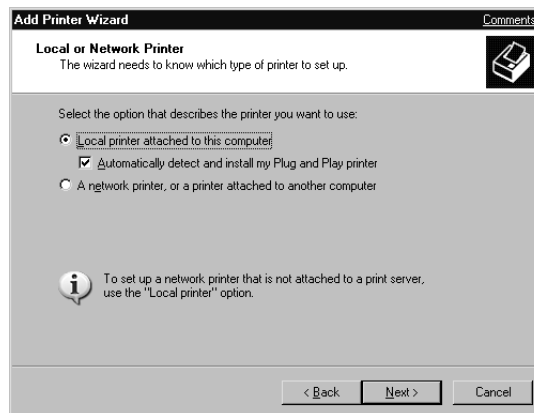 Add Printer Wizard Comments
Local or Network Printer
The wizard needs to know which type of printer to set up.
Select the option that describes the printer you want to use:
Local printer attached to this computer
Automatically detect and install my Plug and Play printer
A network printer, or a printer attached to another computer
To set up a network printer that is not attached to a print server,
use the "Local printer" option.
< Back Next > Cancel